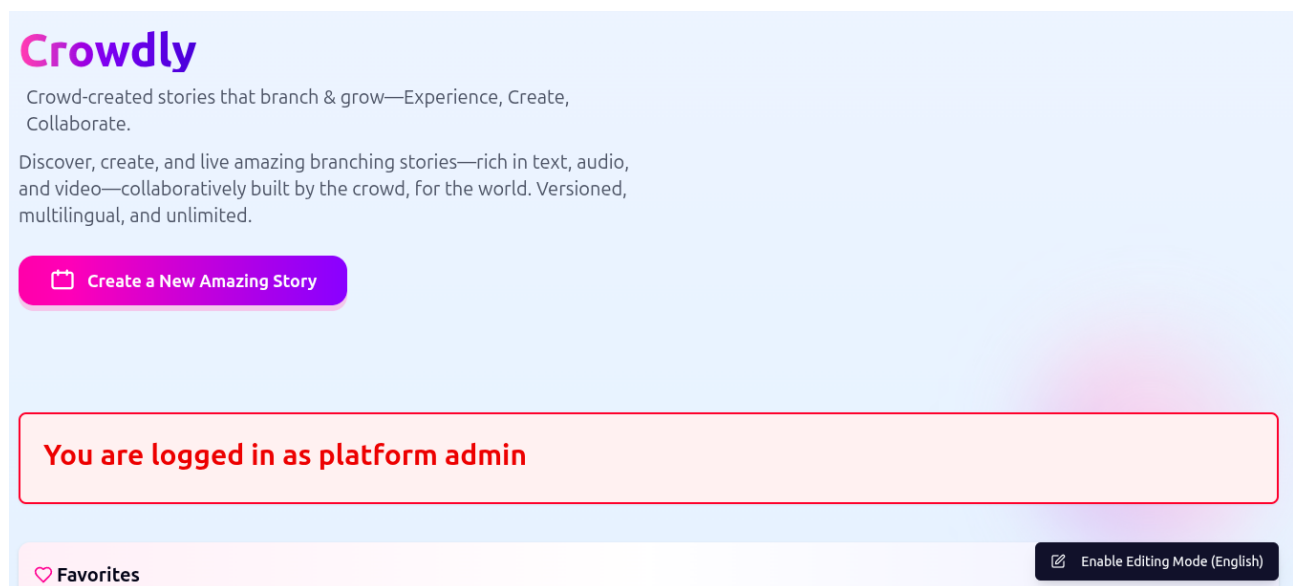 Crowdly
Crowd-created stories that branch & grow—Experience, Create,
Collaborate.
Discover, create, and live amazing branching stories—rich in text, audio,
and video—collaboratively built by the crowd, for the world. Versioned,
multilingual, and unlimited.
Create a New Amazing Story
You are logged in as platform admin
Enable Editing Mode (English)
Favorites